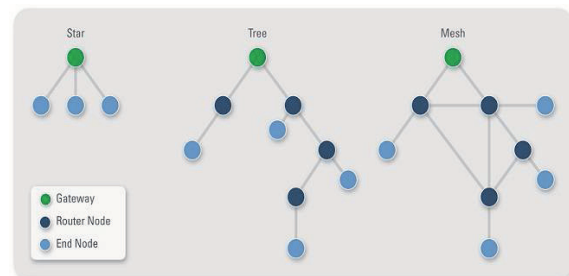 Star
Tree
Mesh
Gateway
Router Node
End Node